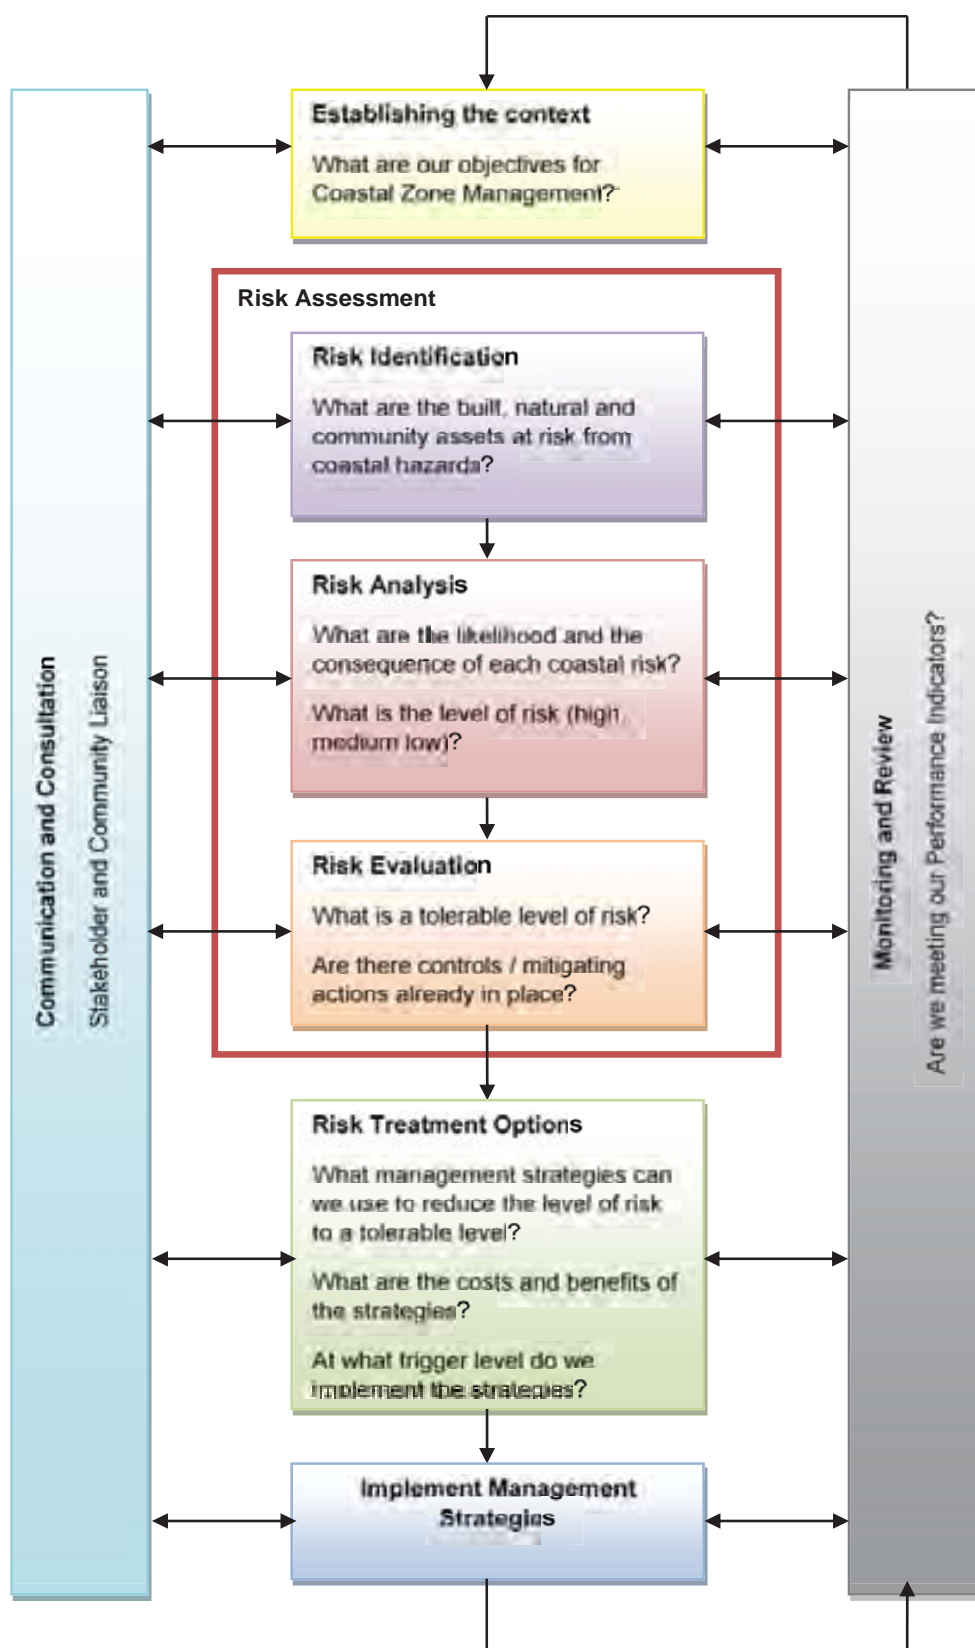 Establishing the context
What are our objectives for
Coastal Zone Management?
Risk Assessment
Risk Identification
What are the built, natural and
community assets at risk from
coastal hazards?
Risk Analysis
What are the likelihood and the
consequence of each coastal risk?
What is the level of risk (high,
medium low)?
Risk Evaluation
What is a tolerable level of risk?
Are there controls / mitigating
actions already in place?
Risk Treatment Options
What management strategies can
we use to reduce the level of risk
to a tolerable level?
What are the costs and benefits of
the strategies?
At what trigger level do we
implement the strategies?
Implement Management
Strategies
Communication and Consultation
Stakeholder and Community Liaison
Monitoring and Review
Are we meeting our Performance Indicators?